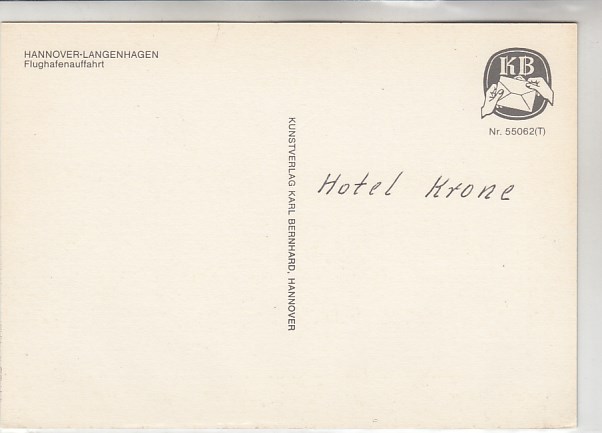 HANNOVER-LANGENHAGEN
Flughafenauffahrt
KB
Nr. 55062(T)
KUNSTVERLAG KARL BERNHARD, HANNOVER
Hotel Krone